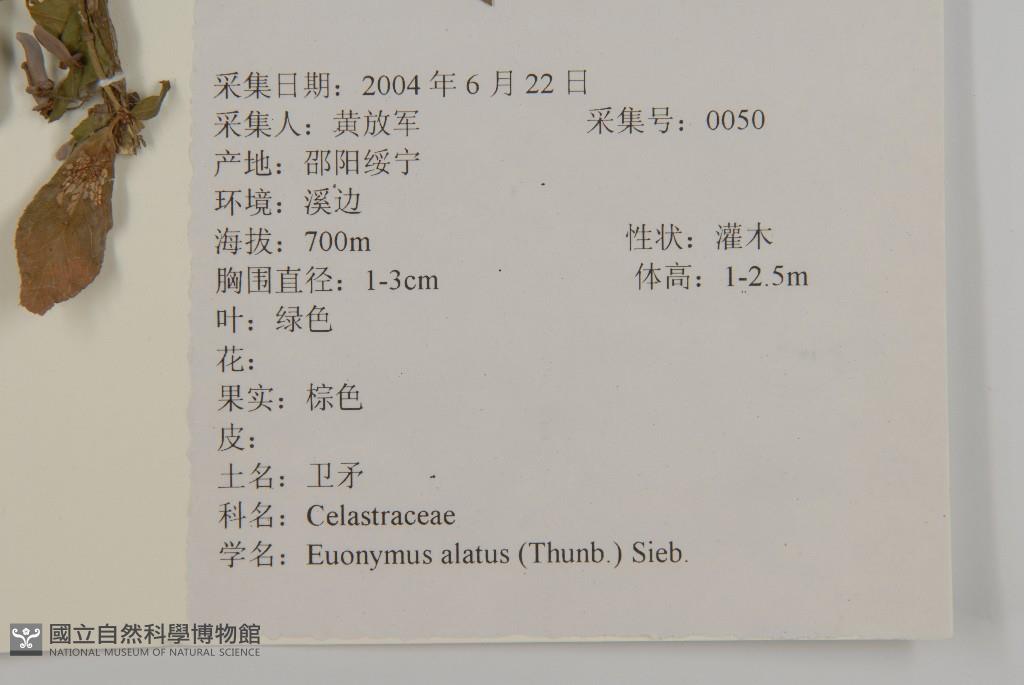 采集日期：2004 年 6 月 22 日
采集人：黄放军 采集号：0050
产地：邵阳绥宁
环境：溪边
海拔：700m 性状：灌木
胸围直径：1-3cm 体高：1-2.5m
叶：绿色
花：
果实：棕色
皮：
土名：卫矛
科名：Celastraceae
学名：Euonymus alatus (Thunb.) Sieb.
國立自然科學博物館
NATIONAL MUSEUM OF NATURAL SCIENCE